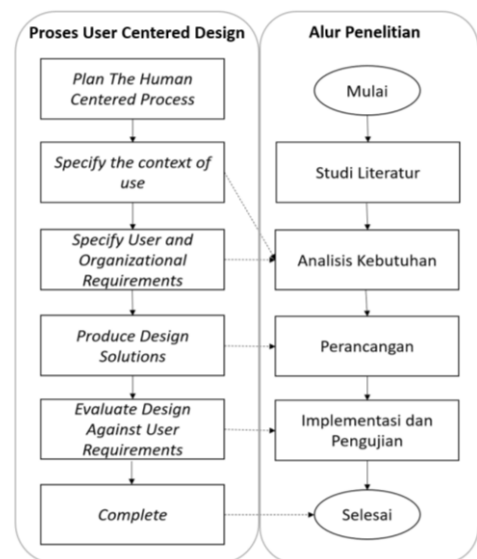 Proses User Centered Design
Plan The Human
Centered Process
Specify the context of
use
Specify User and
Organizational
Requirements
Produce Design
Solutions
Evaluate Design
Against User
Requirements
Complete
Alur Penelitian
Mulai
Studi Literatur
Analisis Kebutuhan
Perancangan
Implementasi dan
Pengujian
Selesai